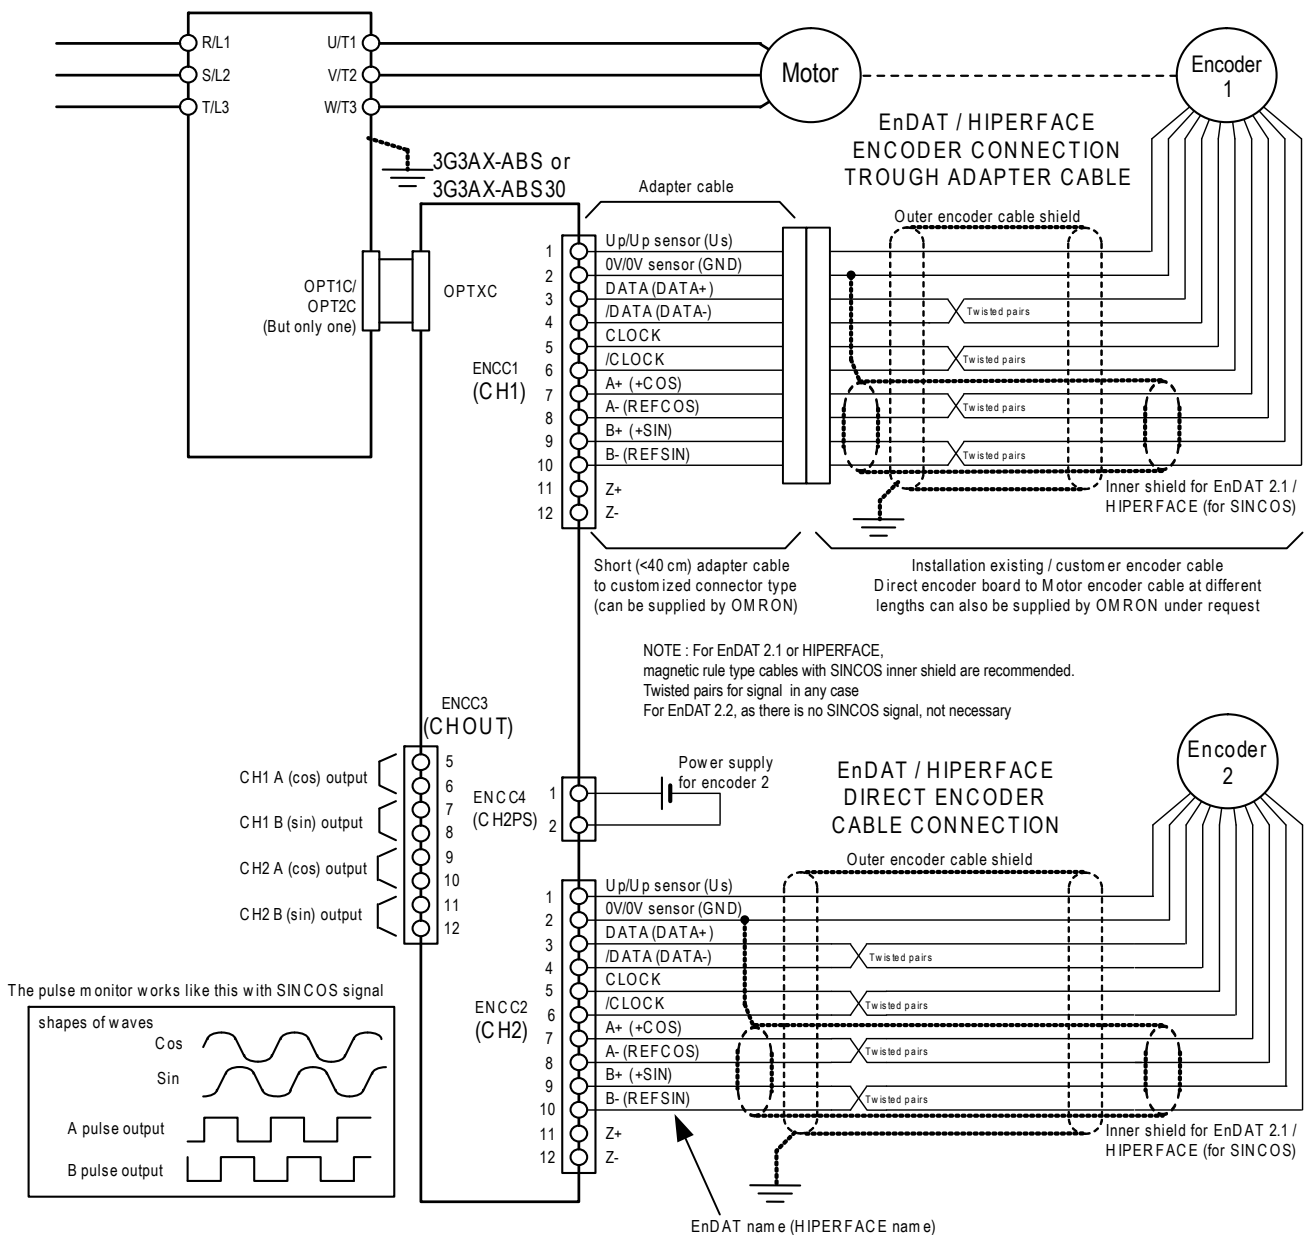 R/L1
U/T1
S/L2
V/T2
T/L3
W/T3
Motor
Encoder
1
EnDAT / HIPERFACE
ENCODER CONNECTION
TROUGH ADAPTER CABLE
3G3AX-ABS or
3G3AX-ABS30
Adapter cable
Outer encoder cable shield
OPT1C/
OPT2C
(But only one)
OPTXC
ENCC1
(CH1)
1
Up/Up sensor (Us)
2
0V/0V sensor (GND)
3
DATA (DATA+)
4
/DATA (DATA-)
5
CLOCK
6
/CLOCK
7
A+ (+COS)
8
A- (REFCOS)
9
B+ (+SIN)
10
B- (REFSIN)
11
Z+
12
Z-
Twisted pairs
Twisted pairs
Twisted pairs
Twisted pairs
Inner shield for EnDAT 2.1 /
HIPERFACE (for SINCOS)
Short (<40 cm) adapter cable
to customized connector type
(can be supplied by OMRON)
Installation existing / customer encoder cable
Direct encoder board to Motor encoder cable at different
lengths can also be supplied by OMRON under request
NOTE : For EnDAT 2.1 or HIPERFACE,
magnetic rule type cables with SINCOS inner shield are recommended.
Twisted pairs for signal in any case
For EnDAT 2.2, as there is no SINCOS signal, not necessary
ENCC3
(CHOUT)
5
6
7
8
9
10
11
12
CH1 A (cos) output
CH1 B (sin) output
CH2 A (cos) output
CH2 B (sin) output
ENCC4
(CH2PS)
1
2
Power supply
for encoder 2
EnDAT / HIPERFACE
DIRECT ENCODER
CABLE CONNECTION
Encoder
2
Outer encoder cable shield
ENCC2
(CH2)
1
Up/Up sensor (Us)
2
0V/0V sensor (GND)
3
DATA (DATA+)
4
/DATA (DATA-)
5
CLOCK
6
/CLOCK
7
A+ (+COS)
8
A- (REFCOS)
9
B+ (+SIN)
10
B- (REFSIN)
11
Z+
12
Z-
Twisted pairs
Twisted pairs
Twisted pairs
Twisted pairs
Inner shield for EnDAT 2.1 /
HIPERFACE (for SINCOS)
EnDAT name (HIPERFACE name)
The pulse monitor works like this with SINCOS signal
shapes of waves
Cos
Sin
A pulse output
B pulse output